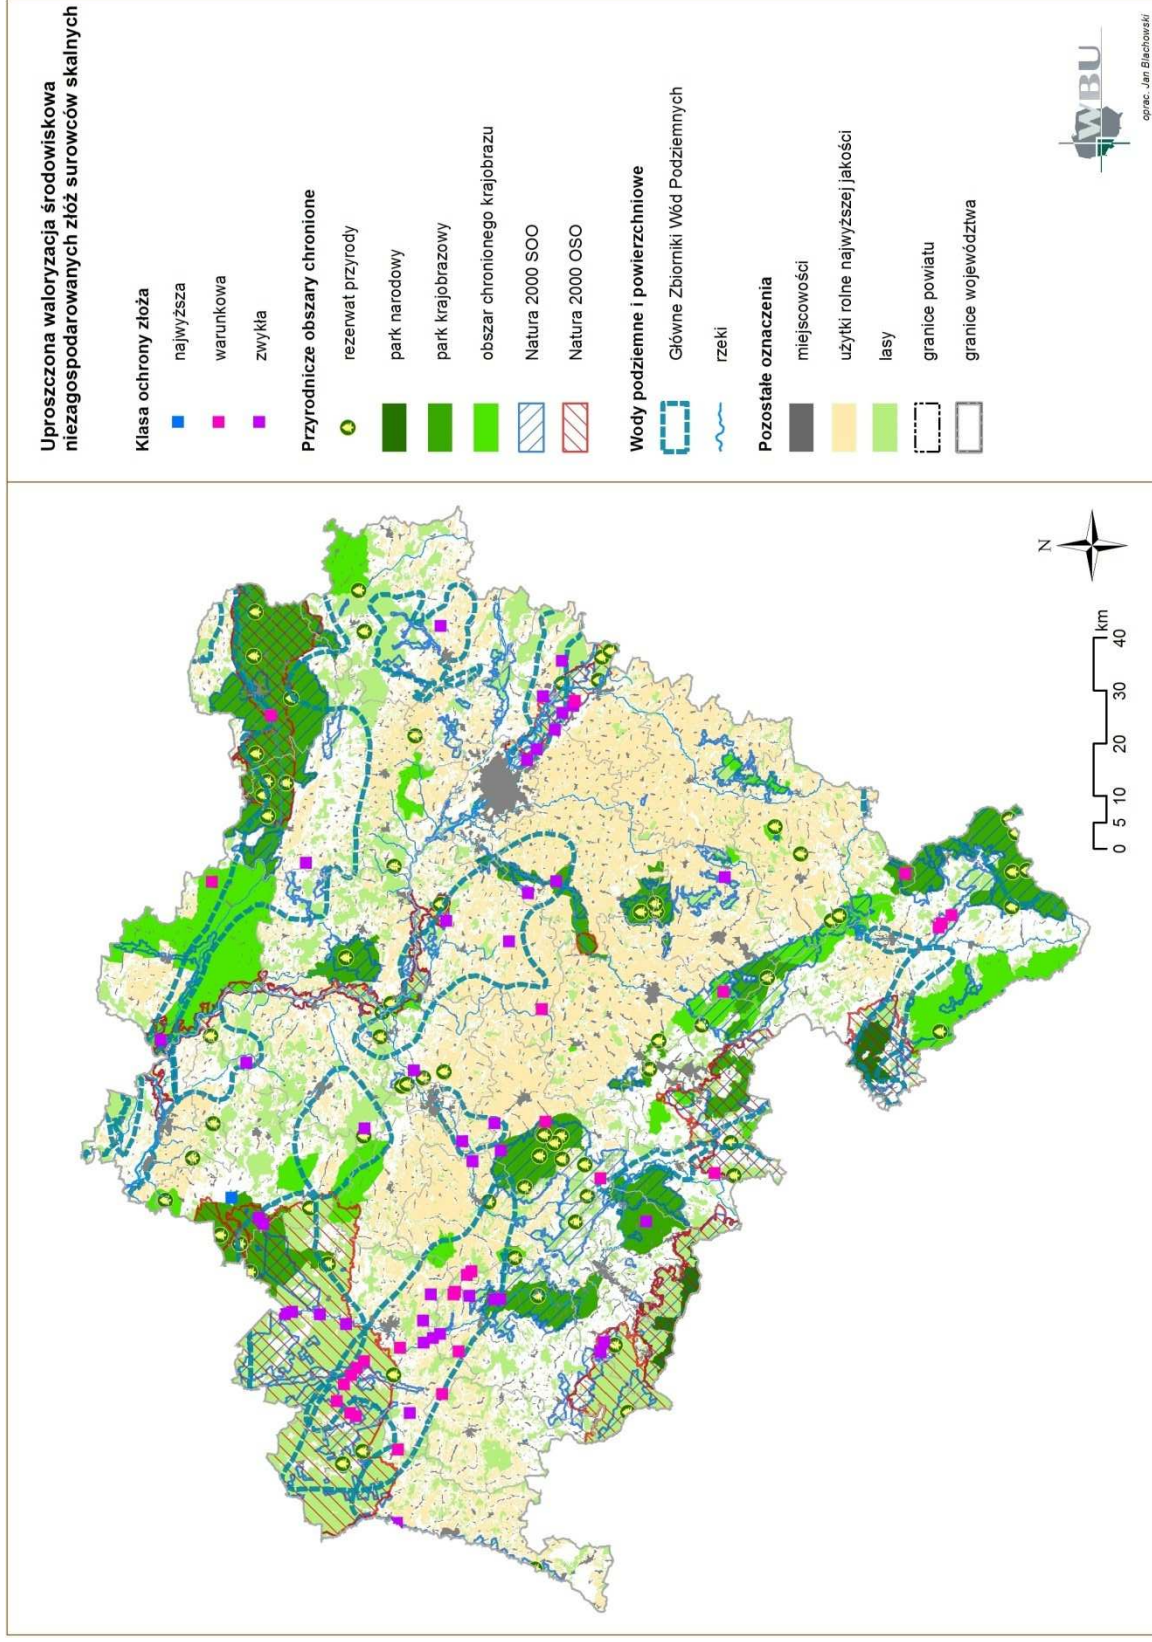 Uproszczona waloryzacja środowiskowa
niezagospodarowanych złóż surowców skalnych
Klasa ochrony złoża
najwyższa
warunkowa
zwykła
Przyrodnicze obszary chronione
rezerwat przyrody
park narodowy
park krajobrazowy
obszar chronionego krajobrazu
Natura 2000 SOO
Natura 2000 OSO
Wody podziemne i powierzchniowe
Główne Zbiorniki Wód Podziemnych
rzeki
Pozostałe oznaczenia
miejscowości
użytki rolne najwyższej jakości
lasy
granice powiatu
granice województwa
N
km
0 5 10 20 30 40
WBU
oprac. Jan Blachowski